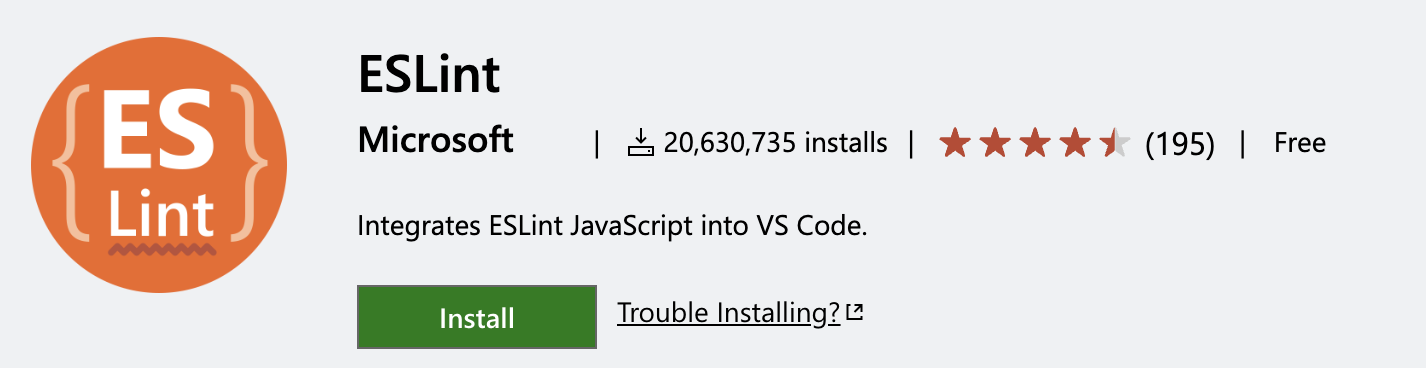 {ES
Lint}
ESLint
Microsoft | 20,630,735 installs | (195) | Free
Integrates ESLint JavaScript into VS Code.
Install Trouble Installing?